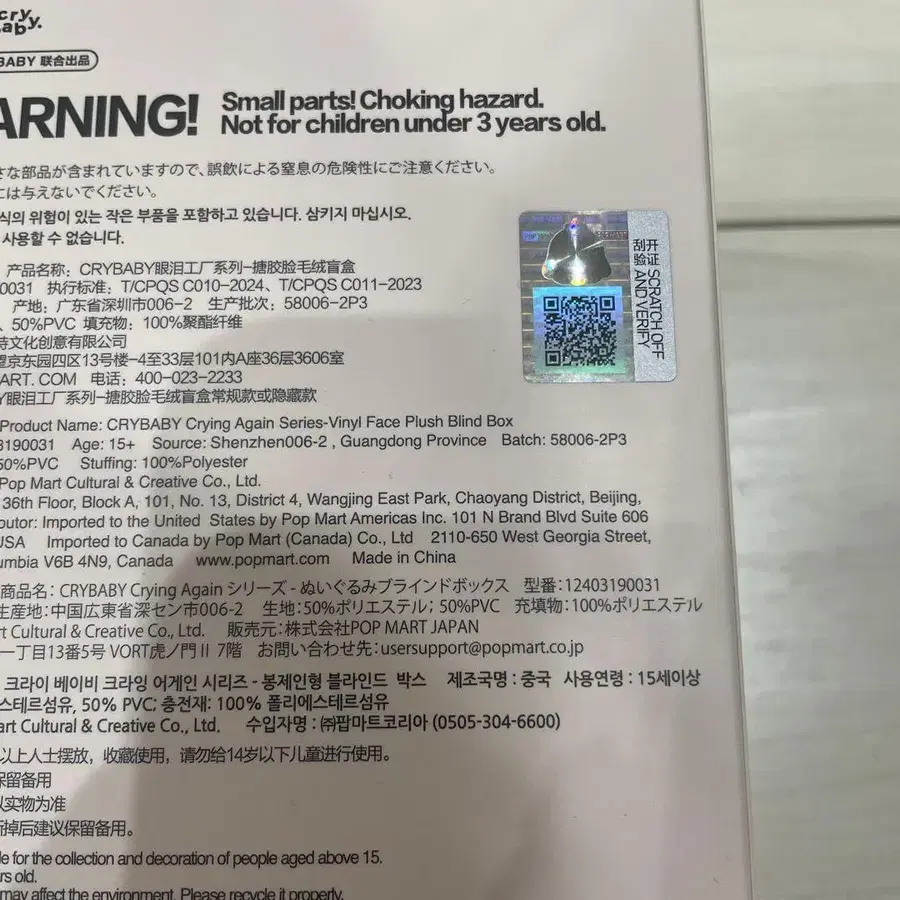 cry
aby.
BABY 联合出品
ARNING!
Small parts! Choking hazard.
Not for children under 3 years old.
さな部品が含まれていますので、誤飲による窒息の危険性にご注意ください。
には与えないでください。
식의 위험이 있는 작은 부품을 포함하고 있습니다. 삼키지 마십시오.
사용할 수 없습니다.
开证 SCRATCH OFF
刮验 AND VERIFY
产品名称：CRYBABY眼泪工厂系列-搪胶脸毛绒盲盒
0031 执行标准：T/CPQS C010-2024、T/CPQS C011-2023
产地：广东省深圳市006-2 生产批次：58006-2P3
、50%PVC 填充物：100%聚酯纤维
特文化创意有限公司
望京东园四区13号楼-4至33层101内A座36层3606室
MART. COM 电话：400-023-2233
Y眼泪工厂系列-搪胶脸毛绒盲盒常规款或隐藏款
Product Name: CRYBABY Crying Again Series-Vinyl Face Plush Blind Box
3190031 Age: 15+ Source: Shenzhen006-2 , Guangdong Province Batch: 58006-2P3
50%PVC Stuffing: 100%Polyester
Pop Mart Cultural & Creative Co., Ltd.
36th Floor, Block A, 101, No. 13, District 4, Wangjing East Park, Chaoyang District, Beijing,
butor: Imported to the United States by Pop Mart Americas Inc. 101 N Brand Blvd Suite 606
USA Imported to Canada by Pop Mart (Canada) Co., Ltd 2110-650 West Georgia Street,
umbia V6B 4N9, Canada www.popmart.com Made in China
商品名：CRYBABY Crying Again シリーズ - ぬいぐるみブラインドボックス 型番：12403190031
生産地：中国広東省深セン市006-2 生地：50%ポリエステル；50%PVC 充填物：100%ポリエステル
rt Cultural & Creative Co., Ltd. 販売元：株式会社POP MART JAPAN
一丁目13番5号 VORT虎ノ門Ⅱ 7階 お問い合わせ先：usersupport@popmart.co.jp
크라이 베이비 크라잉 어게인 시리즈 - 봉제인형 블라인드 박스 제조국명 : 중국 사용연령 : 15세이상
스테르섬유, 50% PVC; 충전재: 100% 폴리에스테르섬유
art Cultural & Creative Co., Ltd. 수입자명 : ㈜팝마트코리아 (0505-304-6600)
以上人士摆放，收藏使用，请勿给14岁以下儿童进行使用。
保留备用
以实物为准
斤掉后建议保留备用。
le for the collection and decoration of people aged above 15.
rs old.
may affect the environment. Please recycle it properly.